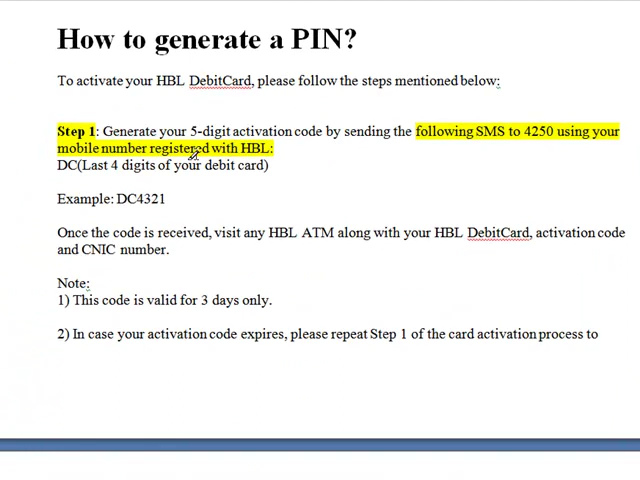 How to generate a PIN?
To activate your HBL DebitCard, please follow the steps mentioned below:
Step 1: Generate your 5-digit activation code by sending the following SMS to 4250 using your
mobile number registered with HBL:
DC(Last 4 digits of your debit card)
Example: DC4321
Once the code is received, visit any HBL ATM along with your HBL DebitCard, activation code
and CNIC number.
Note:
1) This code is valid for 3 days only.
2) In case your activation code expires, please repeat Step 1 of the card activation process to